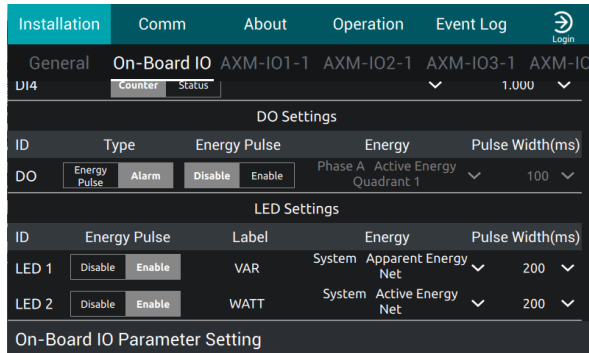 Installation Comm About Operation Event Log Login
General On-Board IO AXM-IO1-1 AXM-IO2-1 AXM-IO3-1 AXM-IO
DI4 Counter Status 1.000
DO Settings
ID Type Energy Pulse Energy Pulse Width(ms)
DO Energy Pulse Alarm Disable Enable Phase A Active Energy Quadrant 1 100
LED Settings
ID Energy Pulse Label Energy Pulse Width(ms)
LED 1 Disable Enable VAR System Apparent Energy Net 200
LED 2 Disable Enable WATT System Active Energy Net 200
On-Board IO Parameter Setting